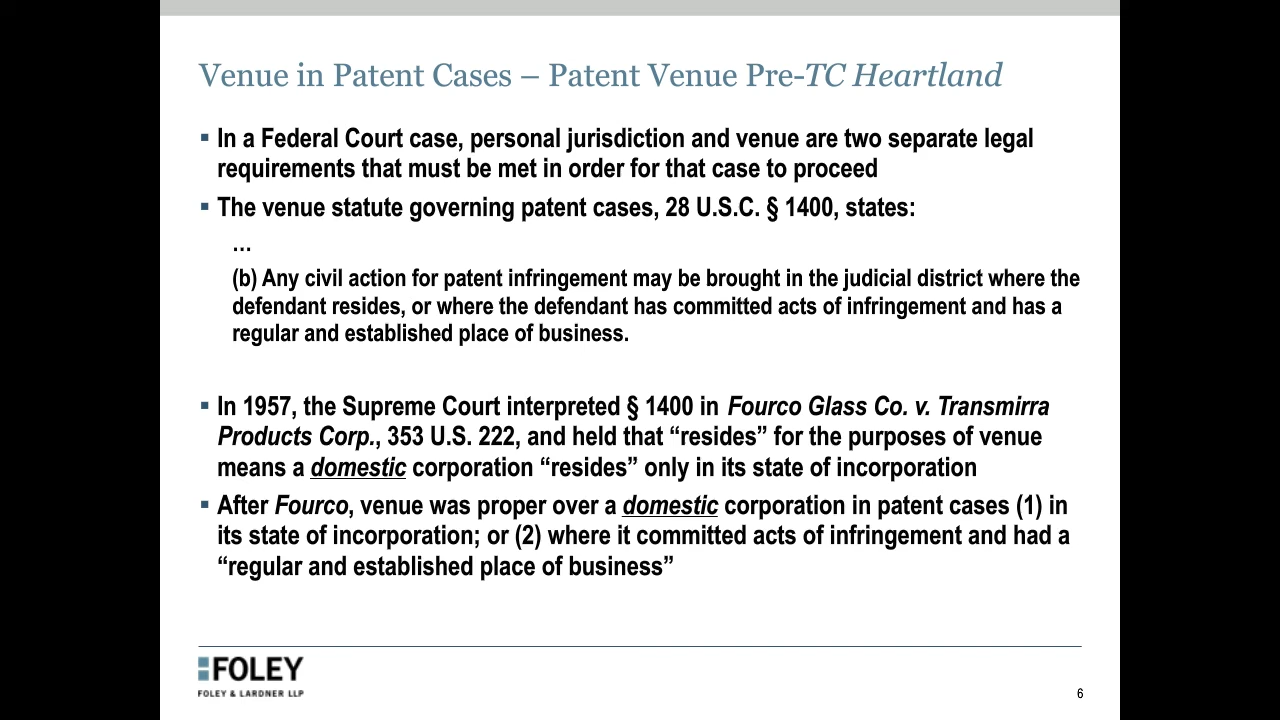 Venue in Patent Cases – Patent Venue Pre-TC Heartland
▪ In a Federal Court case, personal jurisdiction and venue are two separate legal
requirements that must be met in order for that case to proceed
▪ The venue statute governing patent cases, 28 U.S.C. § 1400, states:
…
(b) Any civil action for patent infringement may be brought in the judicial district where the
defendant resides, or where the defendant has committed acts of infringement and has a
regular and established place of business.
▪ In 1957, the Supreme Court interpreted § 1400 in Fourco Glass Co. v. Transmirra
Products Corp., 353 U.S. 222, and held that “resides” for the purposes of venue
means a domestic corporation “resides” only in its state of incorporation
▪ After Fourco, venue was proper over a domestic corporation in patent cases (1) in
its state of incorporation; or (2) where it committed acts of infringement and had a
“regular and established place of business”
FOLEY
FOLEY & LARDNER LLP
6